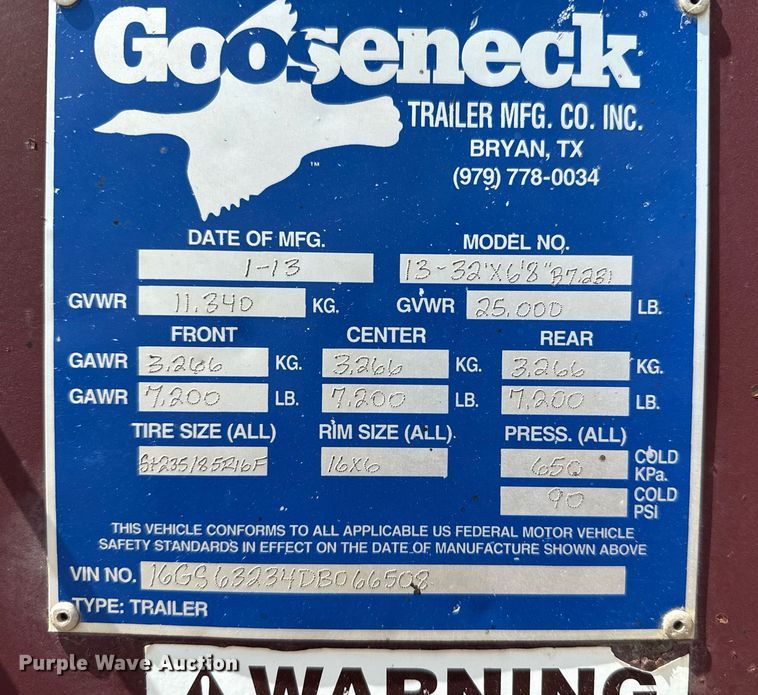 Gooseneck
TRAILER MFG. CO. INC.
BRYAN, TX
(979) 778-0034
™
DATE OF MFG. MODEL NO.
1-13 13-32'X6'8" B7.231
GVWR 11.340 KG. GVWR 25.000 LB.
FRONT CENTER REAR
GAWR 3.266 KG. 3.266 KG. 3.266 KG.
GAWR 7,200 LB. 7,200 LB. 7,200 LB.
TIRE SIZE (ALL) RIM SIZE (ALL) PRESS. (ALL)
St235/85R16F 16X6 650 COLD KPa.
90 COLD PSI
THIS VEHICLE CONFORMS TO ALL APPLICABLE US FEDERAL MOTOR VEHICLE
SAFETY STANDARDS IN EFFECT ON THE DATE OF MANUFACTURE SHOWN ABOVE
VIN NO. 16GS63234DB066508
TYPE: TRAILER
Purple Wave Auction
WARNING